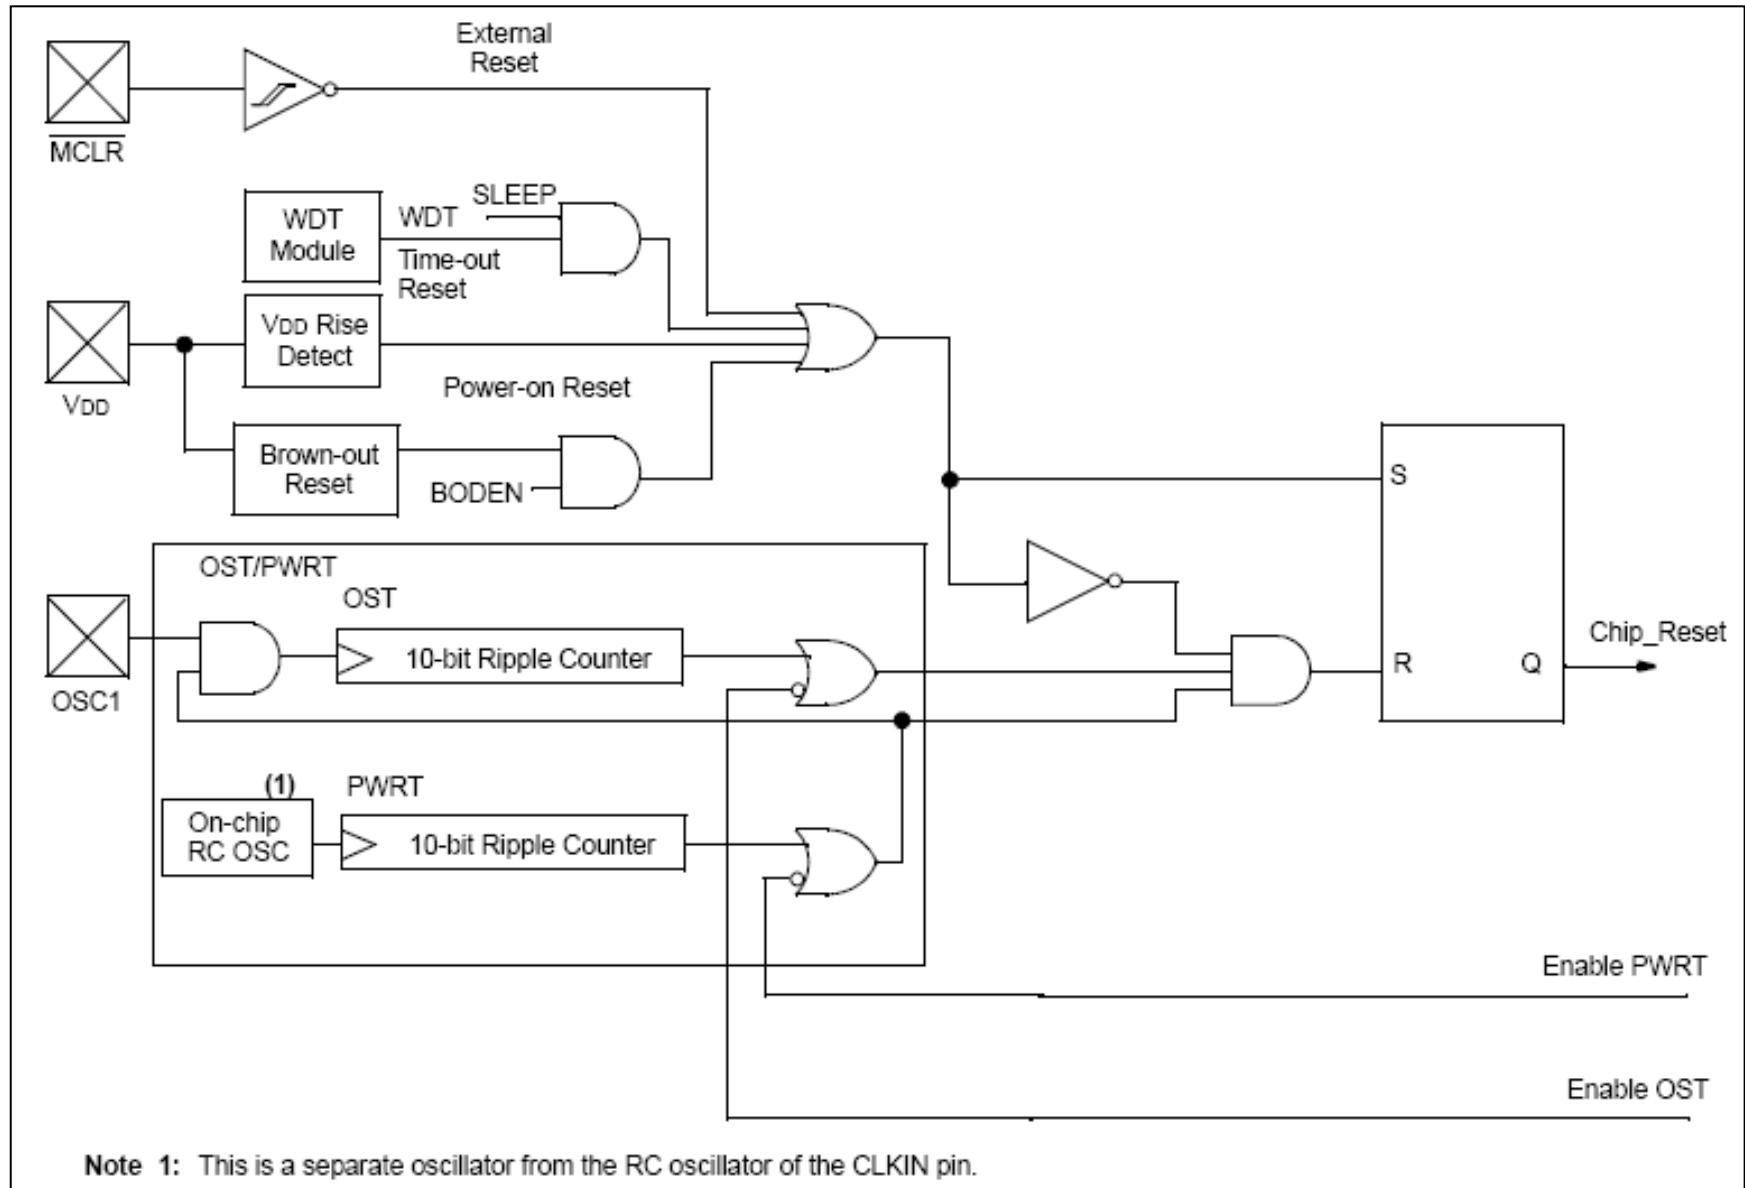 External
Reset
MCLR
SLEEP
WDT
Module
WDT
Time-out
Reset
VDD Rise
Detect
VDD
Power-on Reset
Brown-out
Reset
BODEN
S
OST/PWRT
OST
10-bit Ripple Counter
OSC1
R
Q
Chip_Reset
(1)
PWRT
On-chip
RC OSC
10-bit Ripple Counter
Enable PWRT
Enable OST
Note 1: This is a separate oscillator from the RC oscillator of the CLKIN pin.